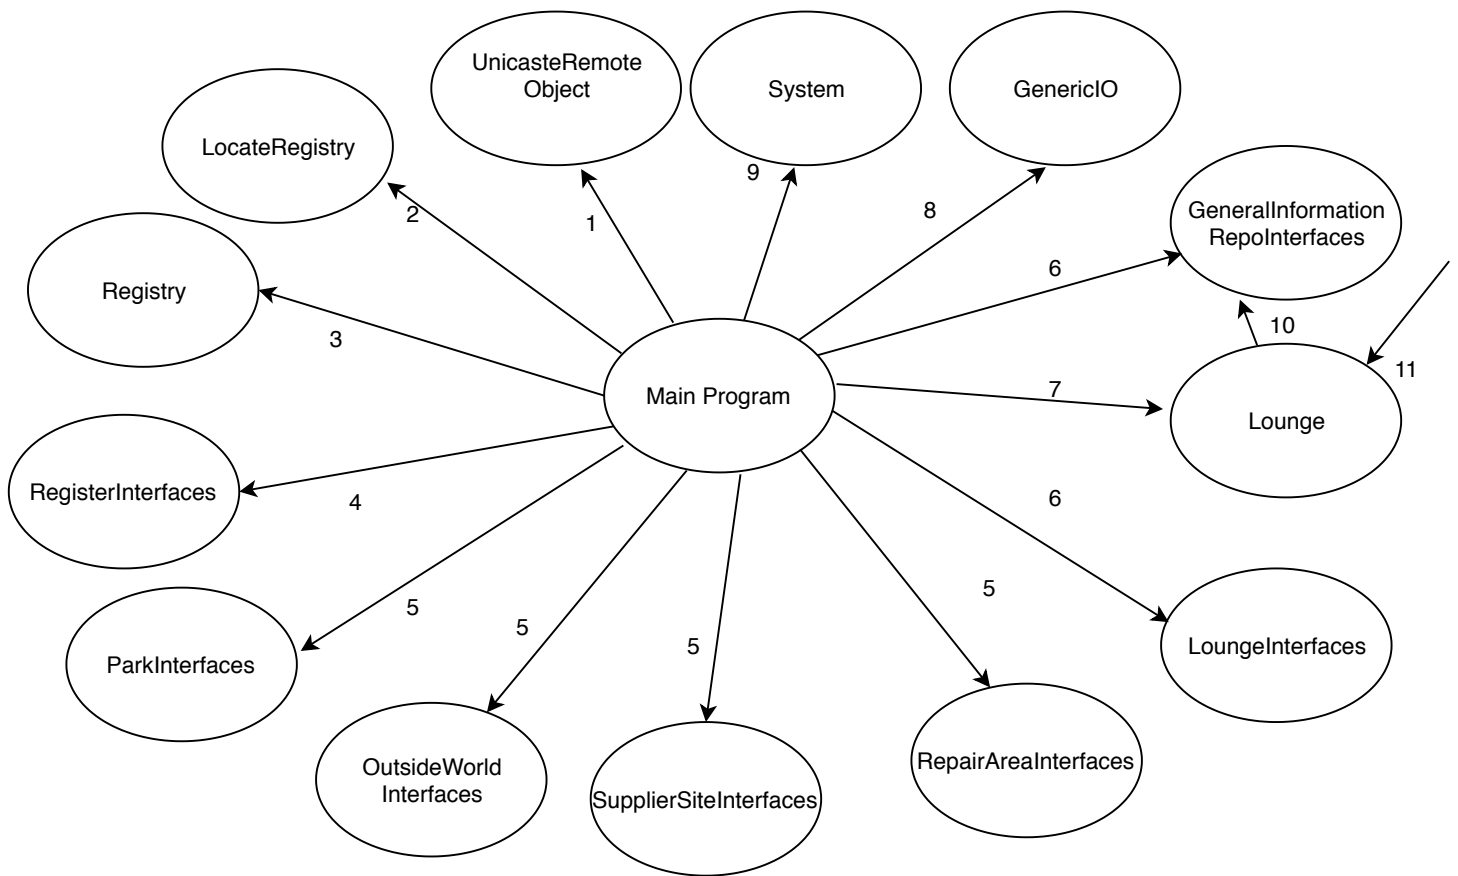 UnicasteRemote
Object
System
GenericIO
LocateRegistry
9
GeneralInformation
RepoInterfaces
2
1
8
6
Registry
3
10
11
Main Program
7
Lounge
RegisterInterfaces
4
6
5
5
5
5
ParkInterfaces
LoungeInterfaces
OutsideWorld
Interfaces
SupplierSiteInterfaces
RepairAreaInterfaces